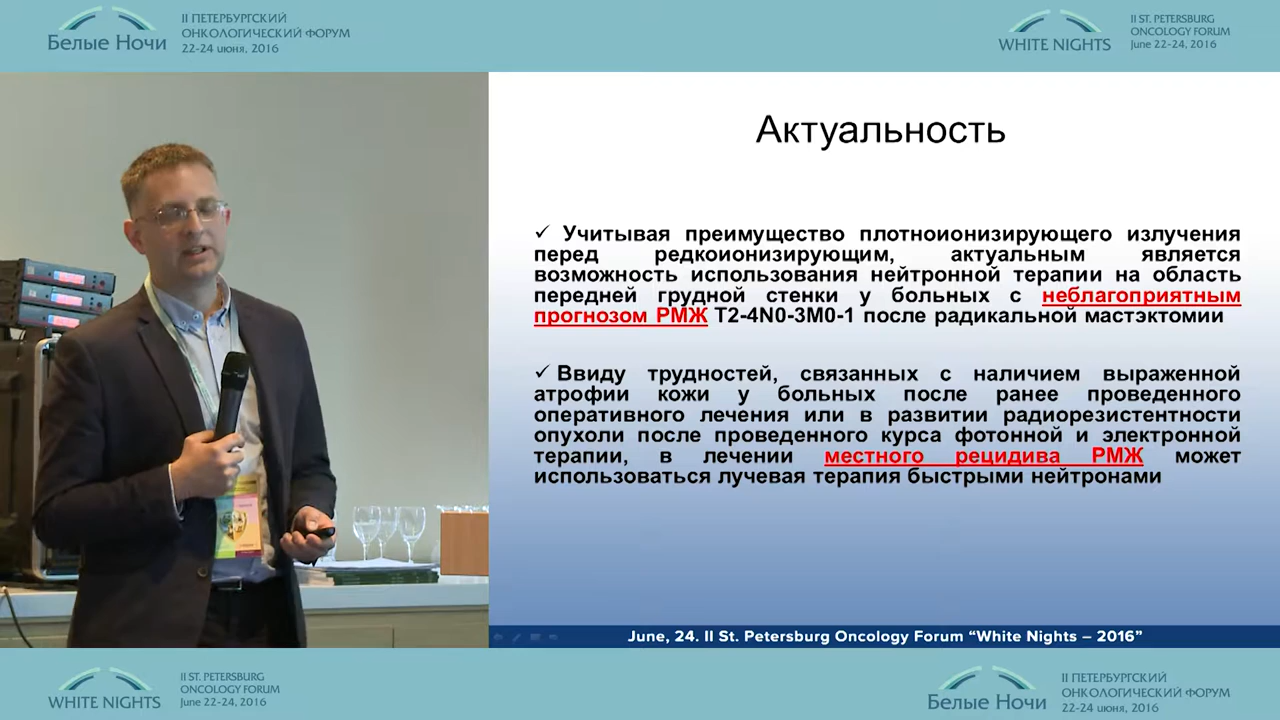 Белые Ночи
II ПЕТЕРБУРГСКИЙ
ОНКОЛОГИЧЕСКИЙ ФОРУМ
22-24 июня, 2016
WHITE NIGHTS
II ST. PETERSBURG
ONCOLOGY FORUM
June 22-24, 2016
Актуальность
✓ Учитывая преимущество плотноионизирующего излучения
перед редкоионизирующим, актуальным является
возможность использования нейтронной терапии на область
передней грудной стенки у больных с неблагоприятным
прогнозом РМЖ T2-4N0-3M0-1 после радикальной мастэктомии
✓ Ввиду трудностей, связанных с наличием выраженной
атрофии кожи у больных после ранее проведенного
оперативного лечения или в развитии радиорезистентности
опухоли после проведенного курса фотонной и электронной
терапии, в лечении местного рецидива РМЖ может
использоваться лучевая терапия быстрыми нейтронами
June, 24. II St. Petersburg Oncology Forum “White Nights – 2016”
WHITE NIGHTS
II ST. PETERSBURG
ONCOLOGY FORUM
June 22-24, 2016
Белые Ночи
II ПЕТЕРБУРГСКИЙ
ОНКОЛОГИЧЕСКИЙ ФОРУМ
22-24 июня, 2016